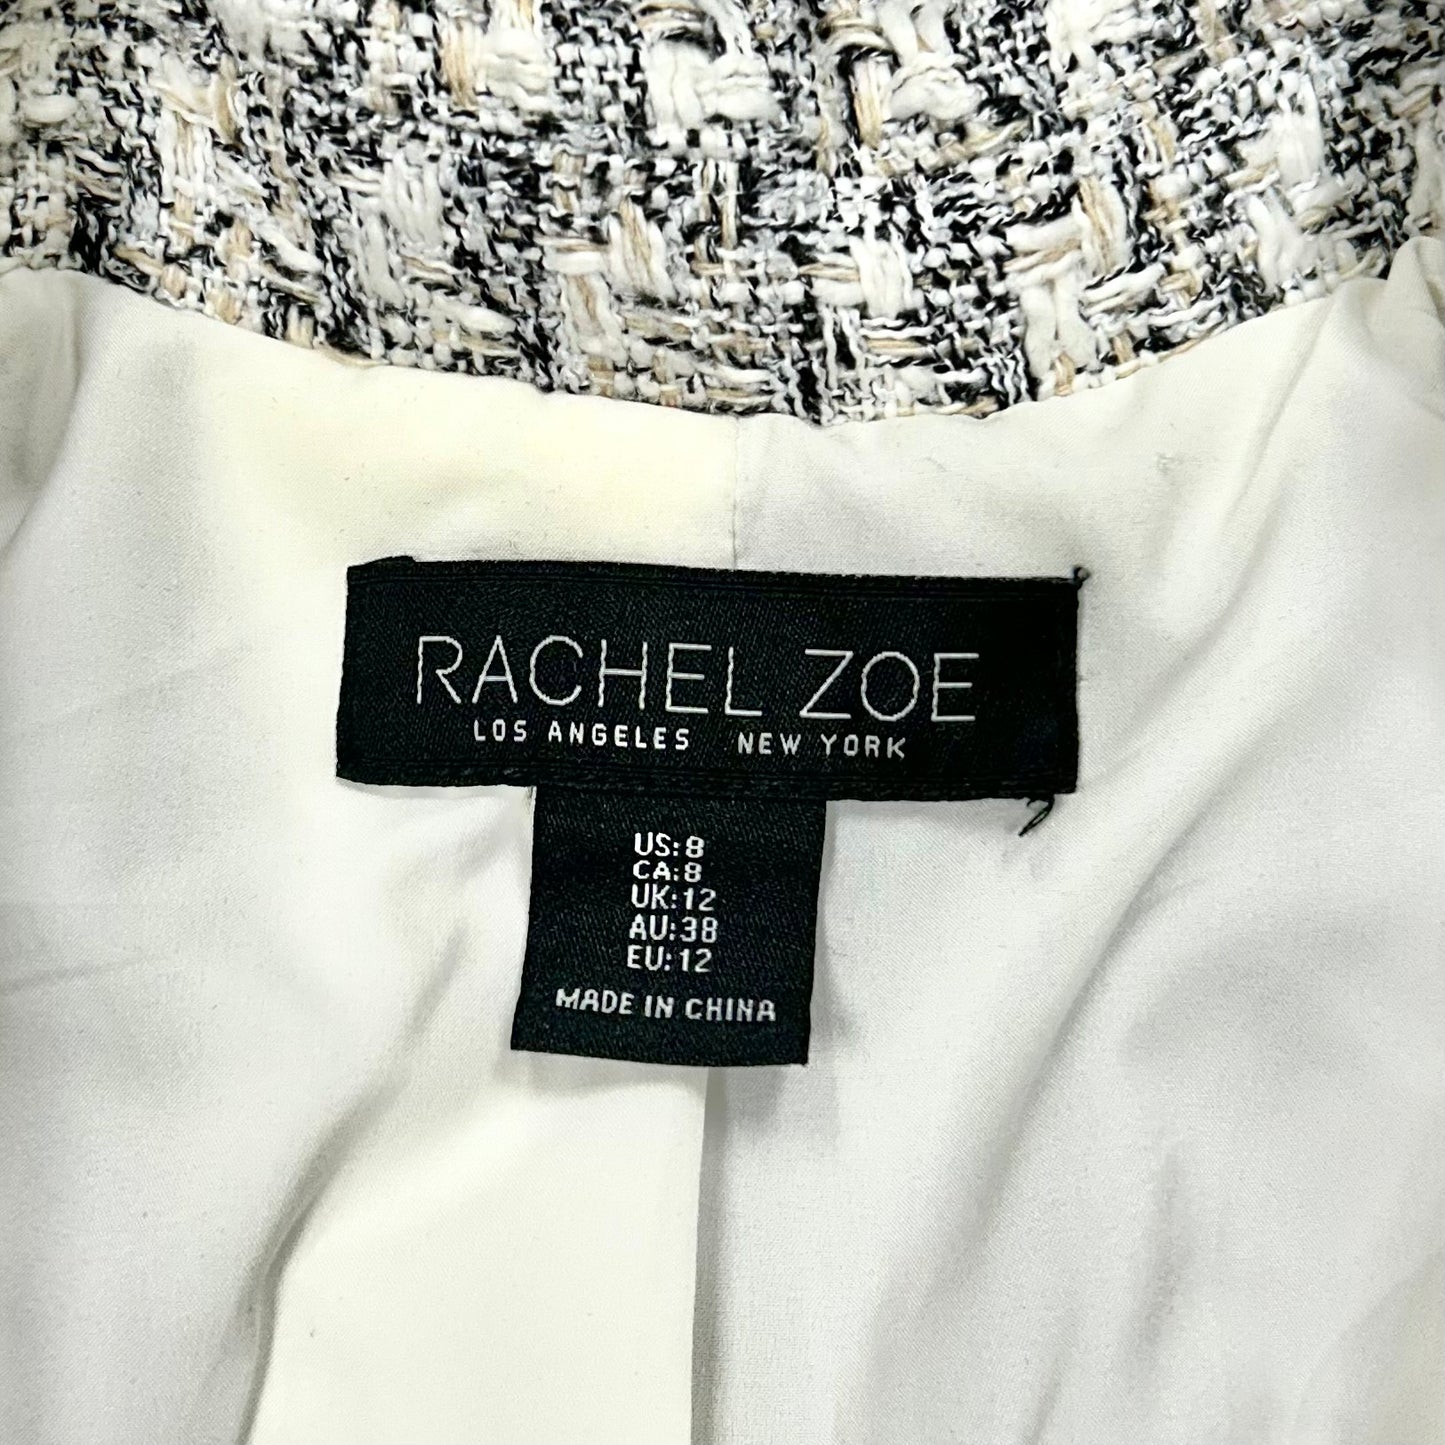 RACHEL ZOE
LOS ANGELES NEW YORK
US:8
CA:8
UK:12
AU:38
EU:12
MADE IN CHINA